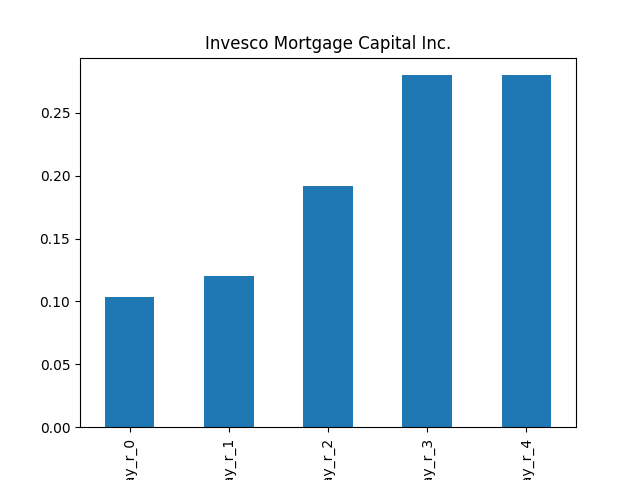 Invesco Mortgage Capital Inc.
0.25
0.20
0.15
0.10
0.05
0.00
ay_r_0
ay_r_1
ay_r_2
ay_r_3
ay_r_4